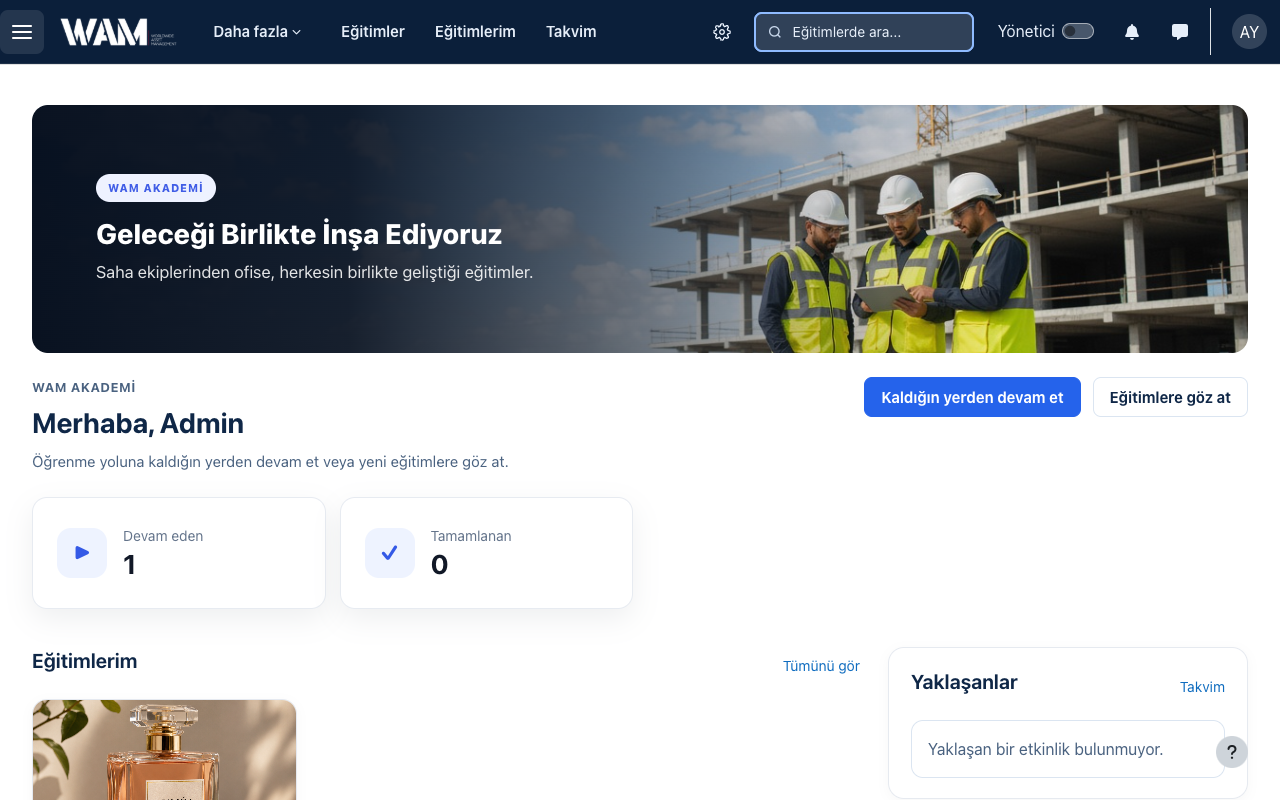 WAM
WORLDWIDE
ASSET
MANAGEMENT
Daha fazla
Eğitimler
Eğitimlerim
Takvim
Eğitimlerde ara...
Yönetici
AY
WAM AKADEMİ
Geleceği Birlikte İnşa Ediyoruz
Saha ekiplerinden ofise, herkesin birlikte geliştiği eğitimler.
WAM AKADEMİ
Merhaba, Admin
Öğrenme yoluna kaldığın yerden devam et veya yeni eğitimlere göz at.
Kaldığın yerden devam et
Eğitimlere göz at
Devam eden
1
Tamamlanan
0
Eğitimlerim
Tümünü gör
Yaklaşanlar
Takvim
Yaklaşan bir etkinlik bulunmuyor.
?